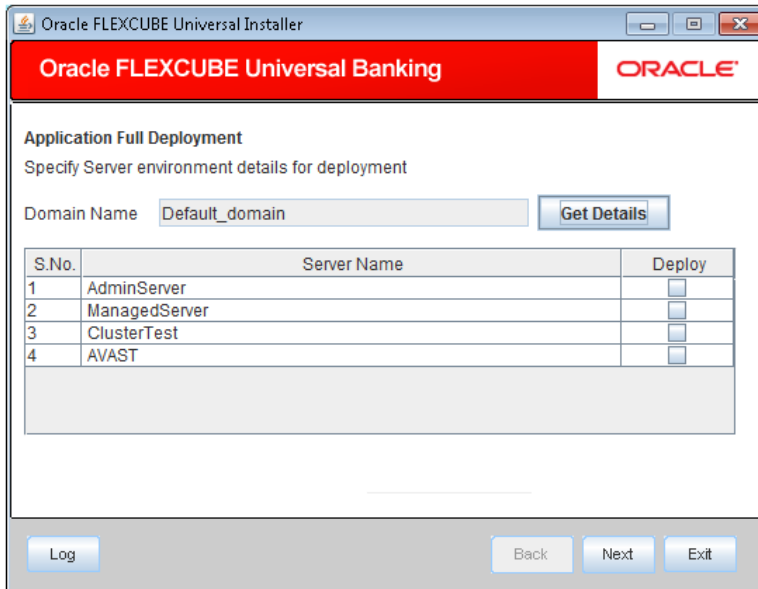 Oracle FLEXCUBE Universal Installer
Oracle FLEXCUBE Universal Banking
ORACLE
Application Full Deployment
Specify Server environment details for deployment
Domain Name Default_domain Get Details
S.No. Server Name Deploy
1 AdminServer
2 ManagedServer
3 ClusterTest
4 AVAST
Log Back Next Exit